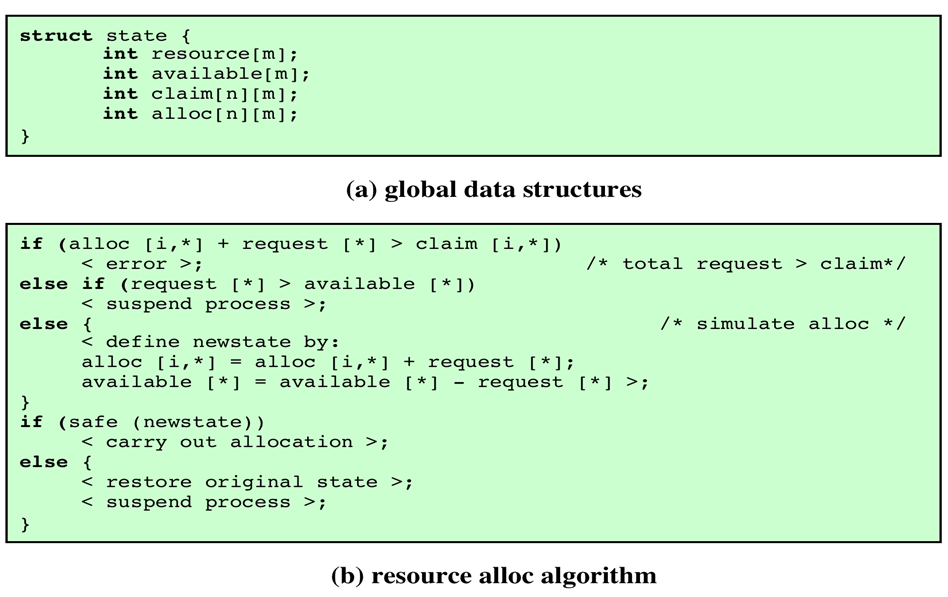 struct state {
int resource[m];
int available[m];
int claim[n][m];
int alloc[n][m];
}
(a) global data structures
if (alloc [i,*] + request [*] > claim [i,*])
< error >; /* total request > claim*/
else if (request [*] > available [*])
< suspend process >;
else { /* simulate alloc */
< define newstate by:
alloc [i,*] = alloc [i,*] + request [*];
available [*] = available [*] - request [*] >;
}
if (safe (newstate))
< carry out allocation >;
else {
< restore original state >;
< suspend process >;
}
(b) resource alloc algorithm